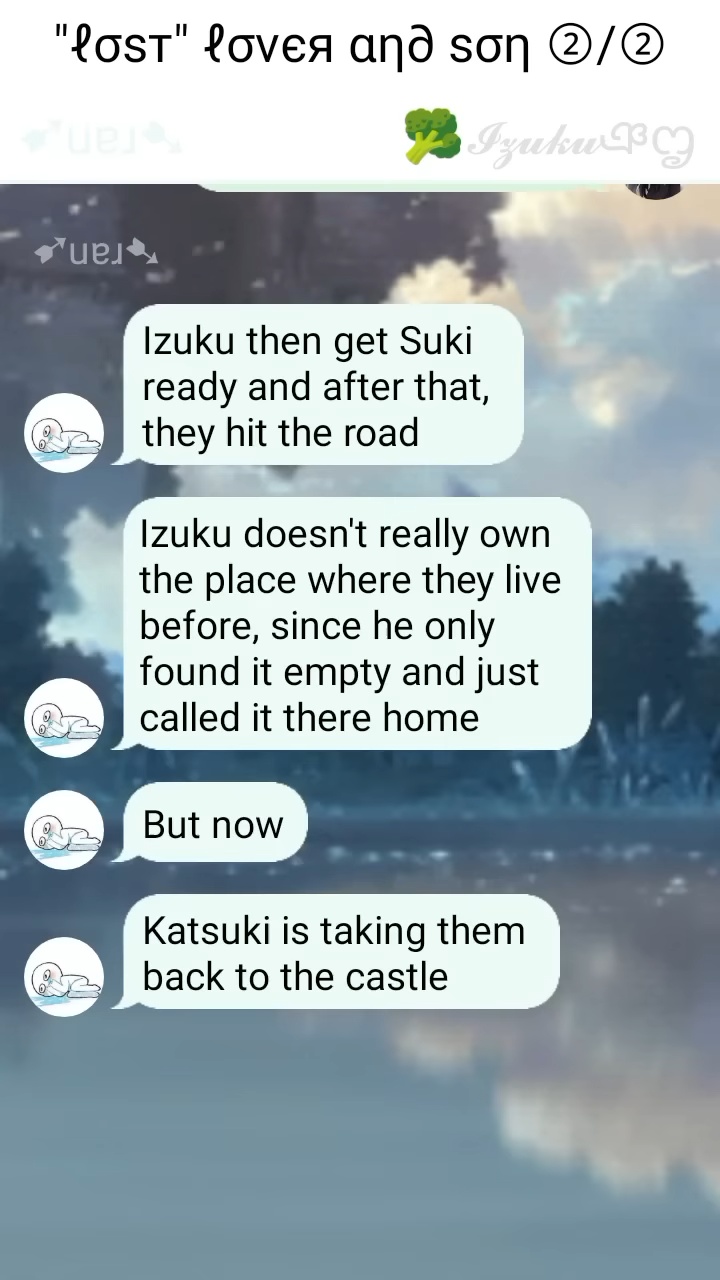 "ℓσѕт" ℓσνєя αη∂ ѕση ②/②
🥦𝓘𝔃𝓾𝓴𝓾
Izuku then get Suki
ready and after that,
they hit the road
Izuku doesn't really own
the place where they live
before, since he only
found it empty and just
called it there home
But now
Katsuki is taking them
back to the castle